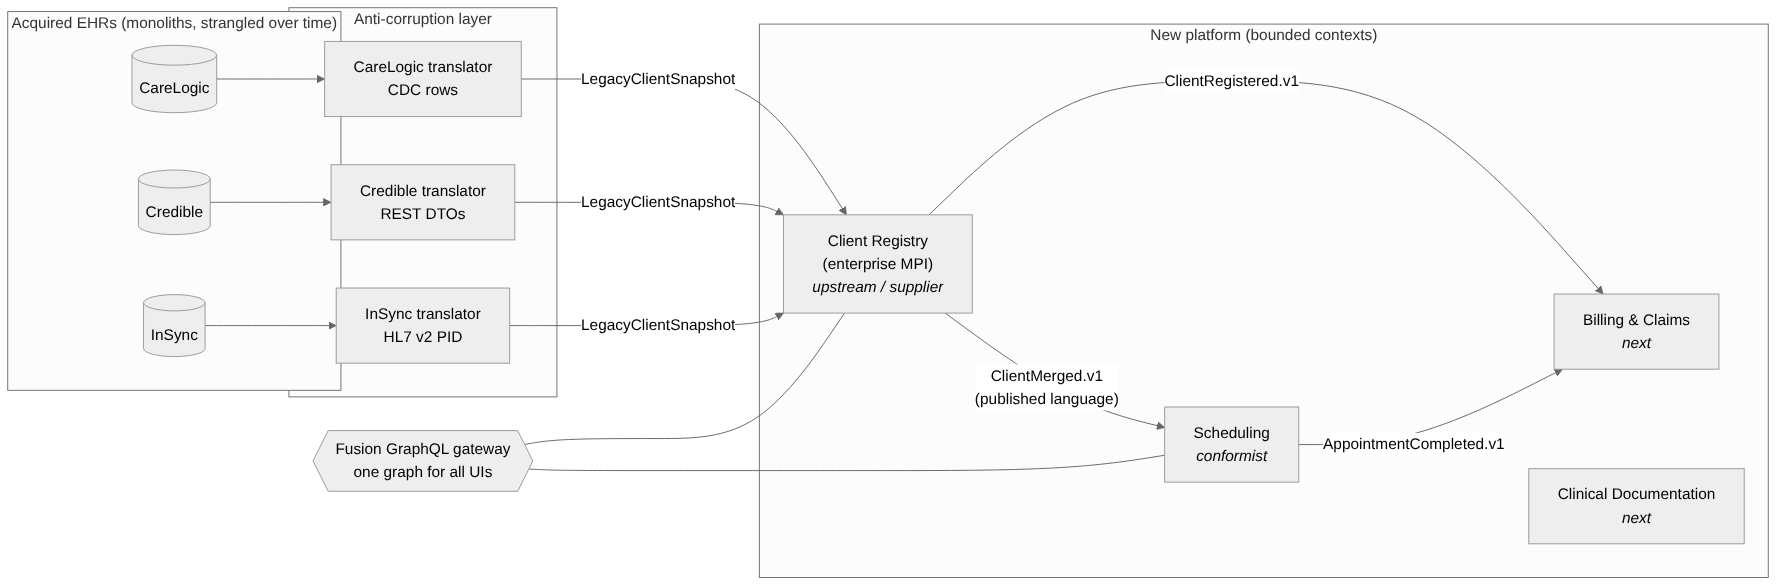 Acquired EHRs (monoliths, strangled over time)
Anti-corruption layer
New platform (bounded contexts)
CareLogic
CareLogic translator
CDC rows
LegacyClientSnapshot
ClientRegistered.v1
Credible
Credible translator
REST DTOs
LegacyClientSnapshot
Client Registry
(enterprise MPI)
upstream / supplier
InSync
InSync translator
HL7 v2 PID
LegacyClientSnapshot
Billing & Claims
next
ClientMerged.v1
(published language)
Fusion GraphQL gateway
one graph for all UIs
Scheduling
conformist
AppointmentCompleted.v1
Clinical Documentation
next